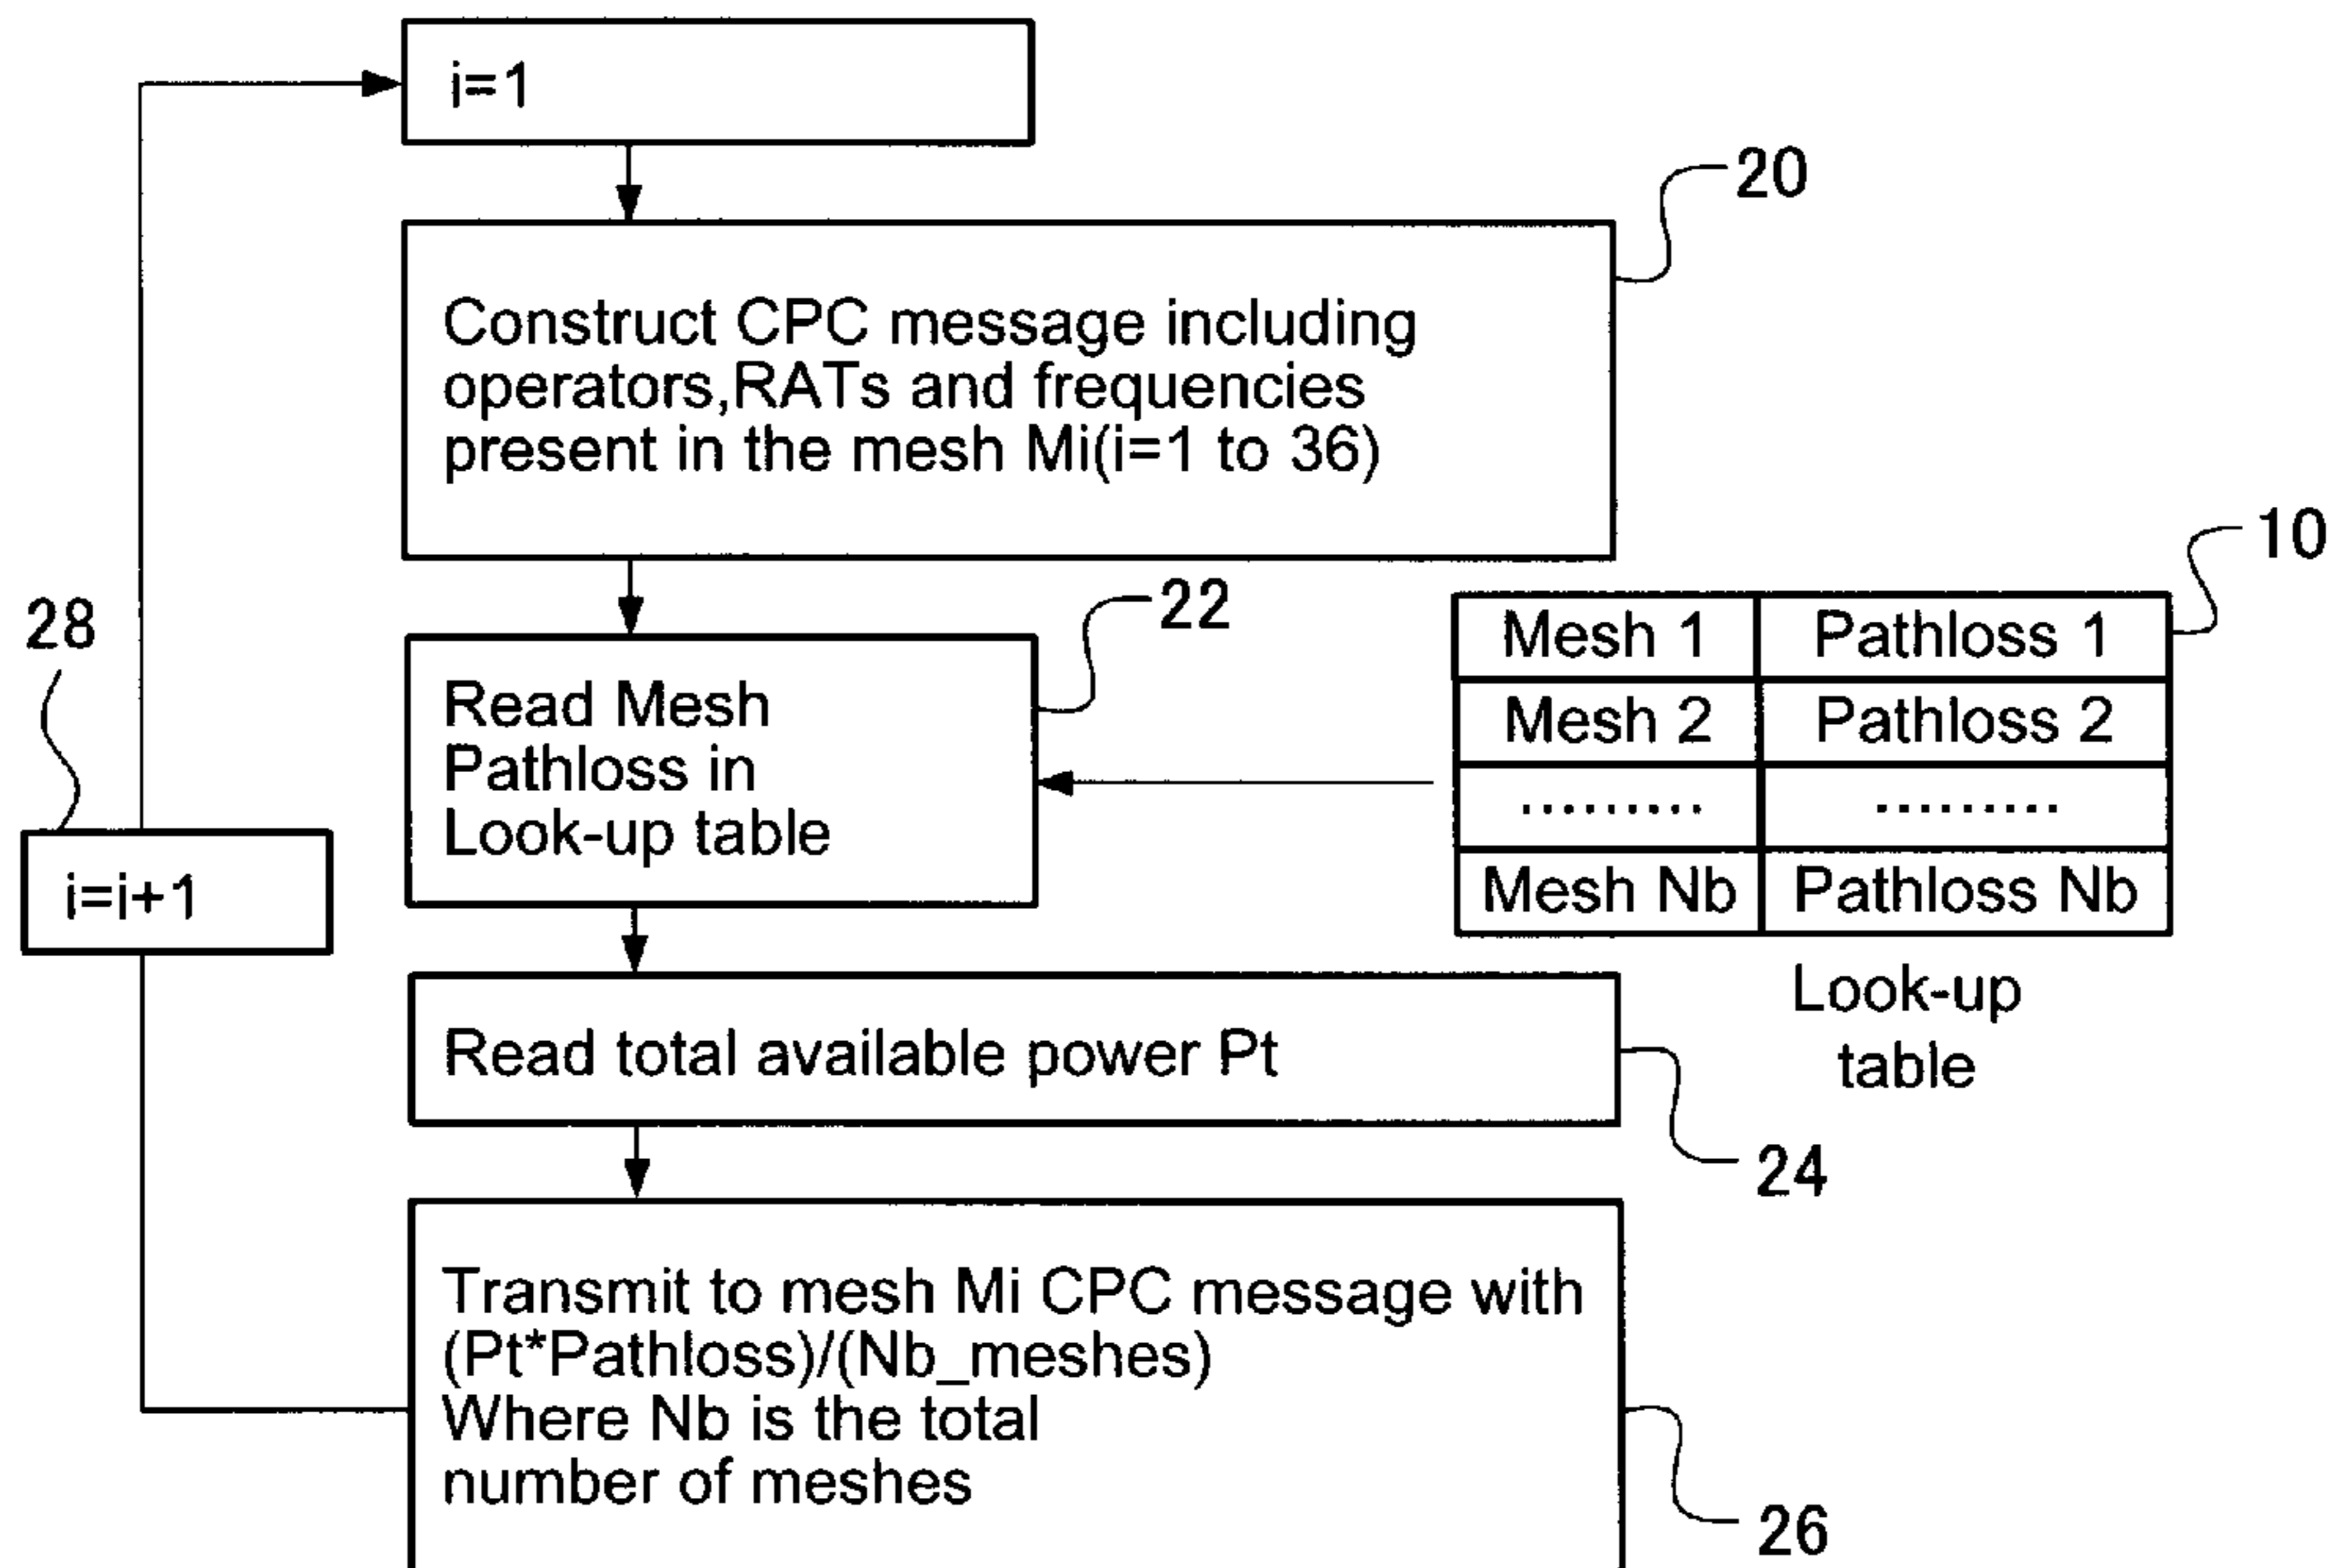 i=1
20
Construct CPC message including
operators,RATs and frequencies
present in the mesh Mi(i=1 to 36)
10
22
28
Mesh 1 Pathloss 1
Mesh 2 Pathloss 2
......... .........
Mesh Nb Pathloss Nb
Look-up
table
Read Mesh
Pathloss in
Look-up table
i=i+1
Read total available power Pt
24
Transmit to mesh Mi CPC message with
(Pt*Pathloss)/(Nb_meshes)
Where Nb is the total
number of meshes
26